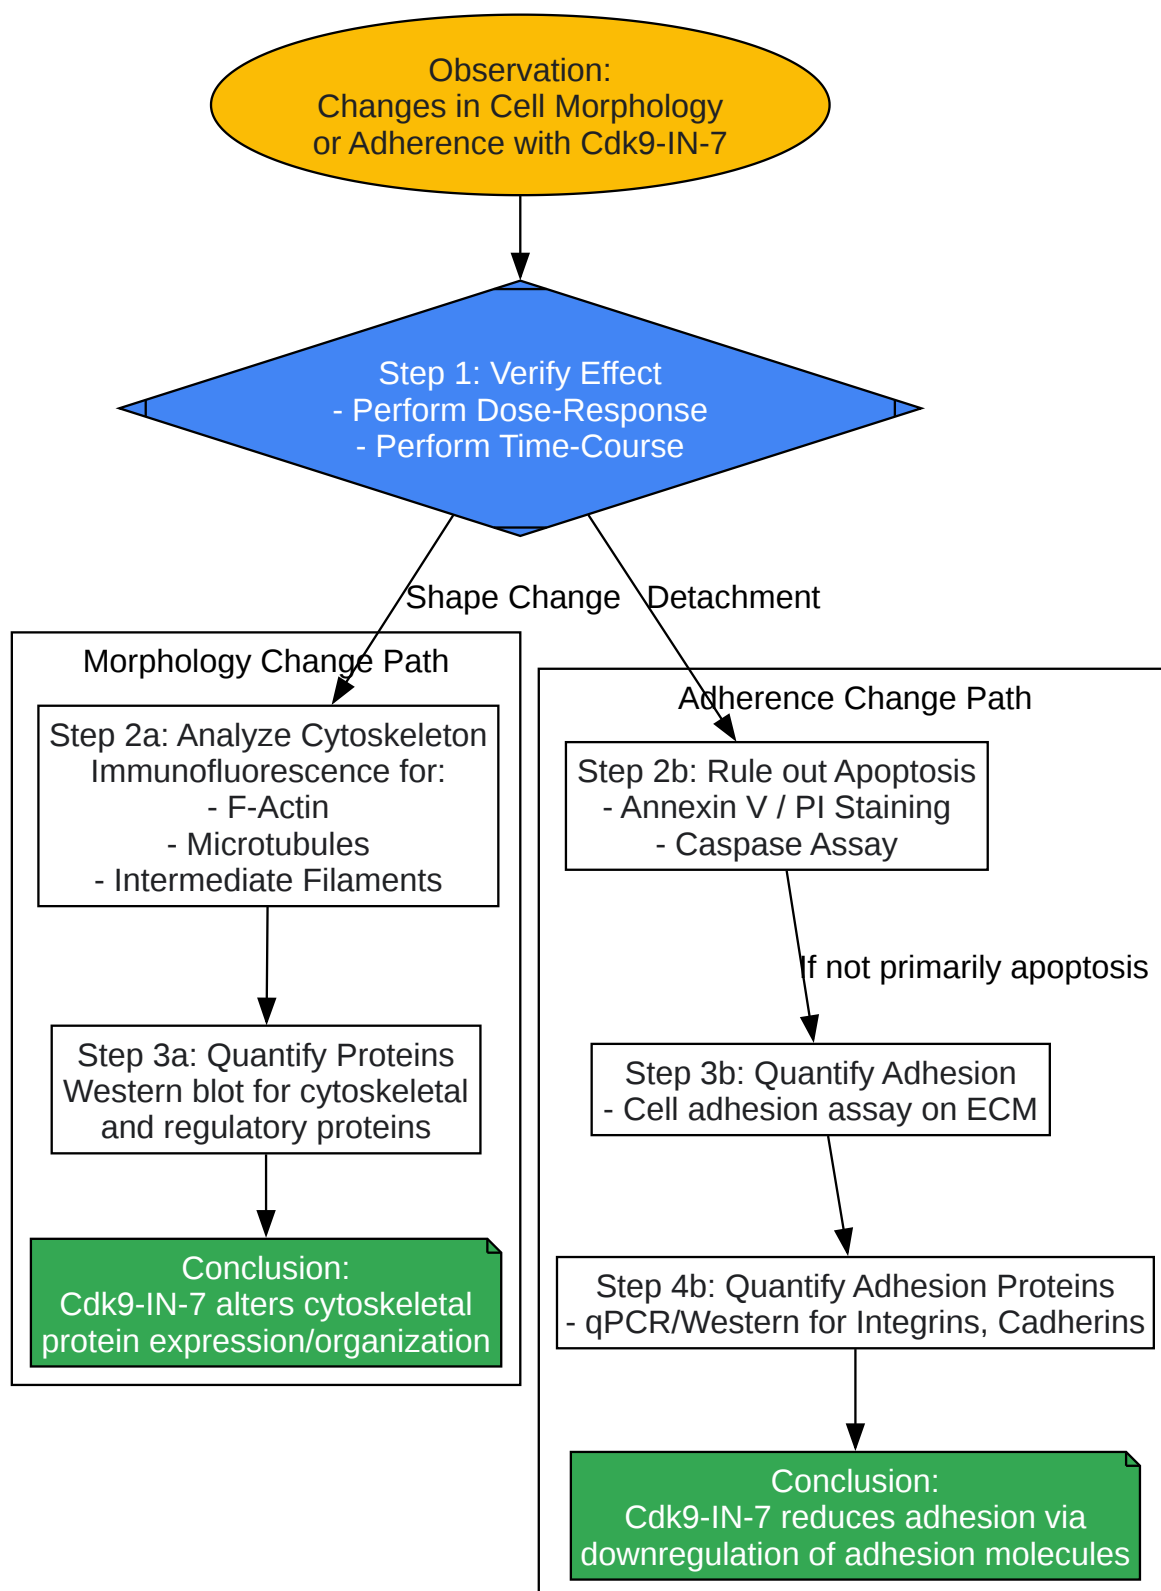 Observation:
Changes in Cell Morphology
or Adherence with Cdk9-IN-7
Step 1: Verify Effect
- Perform Dose-Response
- Perform Time-Course
Shape Change
Detachment
Morphology Change Path
Step 2a: Analyze Cytoskeleton
Immunofluorescence for:
- F-Actin
- Microtubules
- Intermediate Filaments
Step 3a: Quantify Proteins
Western blot for cytoskeletal
and regulatory proteins
Conclusion:
Cdk9-IN-7 alters cytoskeletal
protein expression/organization
Adherence Change Path
Step 2b: Rule out Apoptosis
- Annexin V / PI Staining
- Caspase Assay
If not primarily apoptosis
Step 3b: Quantify Adhesion
- Cell adhesion assay on ECM
Step 4b: Quantify Adhesion Proteins
- qPCR/Western for Integrins, Cadherins
Conclusion:
Cdk9-IN-7 reduces adhesion via
downregulation of adhesion molecules